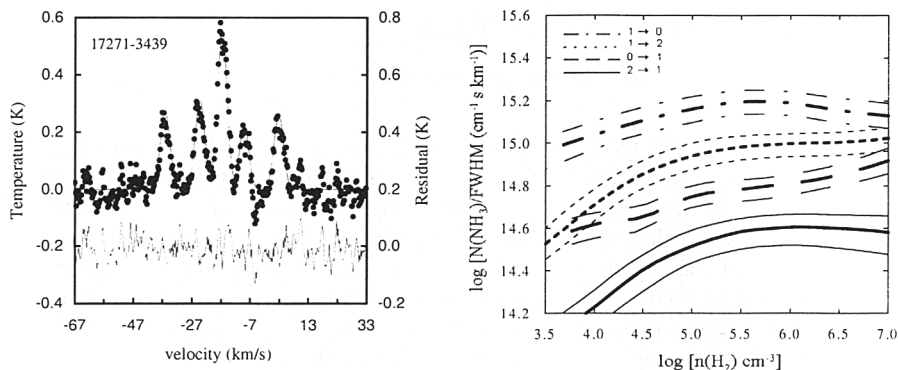 17271-3439
Temperature (K)
0.6
0.4
0.2
0.0
-0.2
-0.4
Residual (K)
0.8
0.6
0.4
0.2
0.0
-0.2
-67 -47 -27 -7 13 33
velocity (km/s)
log [N(NH₃)/FWHM (cm⁻¹ s km⁻¹)]
15.6
15.4
15.2
15.0
14.8
14.6
14.4
14.2
1 → 0
1 → 2
0 → 1
2 → 1
3.5 4.0 4.5 5.0 5.5 6.0 6.5 7.0
log [n(H₂) cm⁻³]